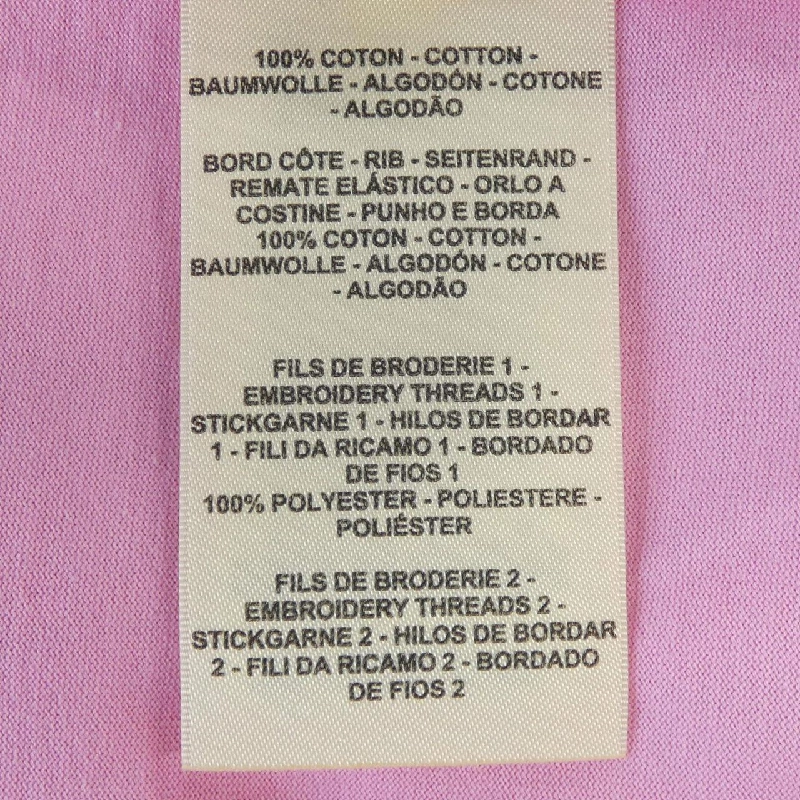 100% COTON - COTTON -
BAUMWOLLE - ALGODÓN - COTONE
- ALGODÃO
BORD CÔTE - RIB - SEITENRAND -
REMATE ELÁSTICO - ORLO A
COSTINE - PUNHO E BORDA
100% COTON - COTTON -
BAUMWOLLE - ALGODÓN - COTONE
- ALGODÃO
FILS DE BRODERIE 1 -
EMBROIDERY THREADS 1 -
STICKGARNE 1 - HILOS DE BORDAR
1 - FILI DA RICAMO 1 - BORDADO
DE FIOS 1
100% POLYESTER - POLIESTERE -
POLIÉSTER
FILS DE BRODERIE 2 -
EMBROIDERY THREADS 2 -
STICKGARNE 2 - HILOS DE BORDAR
2 - FILI DA RICAMO 2 - BORDADO
DE FIOS 2